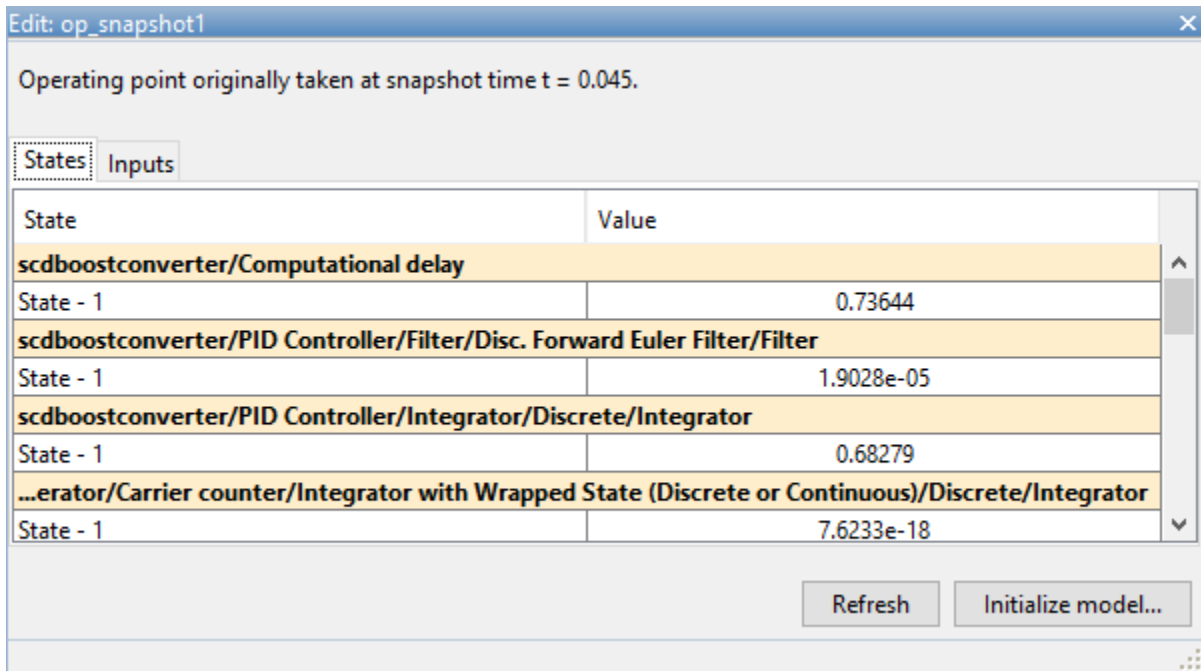 Edit: op_snapshot1
Operating point originally taken at snapshot time t = 0.045.
States Inputs
State Value
scdboostconverter/Computational delay
State - 1 0.73644
scdboostconverter/PID Controller/Filter/Disc. Forward Euler Filter/Filter
State - 1 1.9028e-05
scdboostconverter/PID Controller/Integrator/Discrete/Integrator
State - 1 0.68279
...erator/Carrier counter/Integrator with Wrapped State (Discrete or Continuous)/Discrete/Integrator
State - 1 7.6233e-18
Refresh Initialize model...